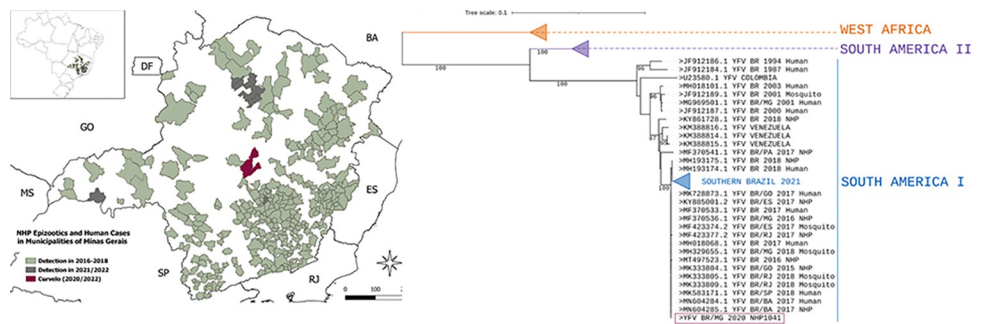 BA
DF
GO
MS
ES
SP
RJ
NHP Epizootics and Human Cases
in Municipalities of Minas Gerais
Detection in 2016-2018
Detection in 2021/2022
Curvelo (2020/2022)
0 100
Tree scale: 0.1
WEST AFRICA
SOUTH AMERICA II
100
100
100
>JF912186.1 YFV BR 1994 Human
>JF912184.1 YFV BR 1987 Human
>U23580.1 YFV COLOMBIA
>MH018101.1 YFV BR 2003 Human
>JF912189.1 YFV BR 2001 Mosquito
>MG969501.1 YFV BR/MG 2001 Human
>JF912187.1 YFV BR 2000 Human
>KY861728.1 YFV BR 2018 NHP
>KM388816.1 YFV VENEZUELA
>KM388814.1 YFV VENEZUELA
>KM388815.1 YFV VENEZUELA
>MF370541.1 YFV BR/PA 2017 NHP
>MH193175.1 YFV BR 2018 NHP
>MH193174.1 YFV BR 2018 Human
100
SOUTHERN BRAZIL 2021
SOUTH AMERICA I
>MK728873.1 YFV BR/GO 2017 Human
>KY885001.2 YFV BR/ES 2017 NHP
>MF370533.1 YFV BR 2017 Human
>MF370536.1 YFV BR/MG 2016 NHP
>MF423374.2 YFV BR/ES 2017 Mosquito
>MF423377.2 YFV BR/RJ 2017 NHP
>MH018068.1 YFV BR 2017 Human
>MH329655.1 YFV BR/MG 2018 Mosquito
>MT497523.1 YFV BR 2016 NHP
>MK333804.1 YFV BR/GO 2015 NHP
>MK333805.1 YFV BR/RJ 2018 Mosquito
>MK333809.1 YFV BR/RJ 2018 Mosquito
>MK583171.1 YFV BR/SP 2018 Human
>MN604284.1 YFV BR/BA 2017 Human
>MN604285.1 YFV BR/BA 2017 NHP
>YFV BR/MG 2020 NHP1041